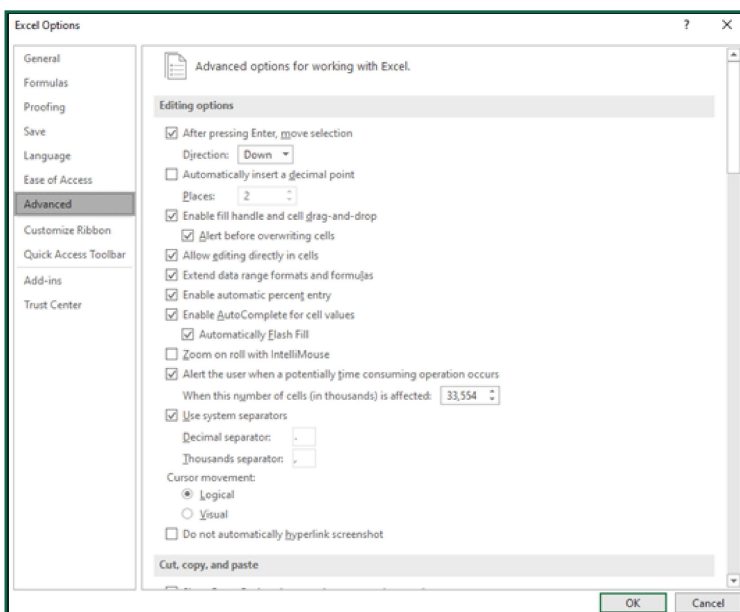 Excel Options ? ×
General
Formulas
Proofing
Save
Language
Ease of Access
Advanced
Customize Ribbon
Quick Access Toolbar
Add-ins
Trust Center
Advanced options for working with Excel.
Editing options
After pressing Enter, move selection
Direction: Down
Automatically insert a decimal point
Places: 2
Enable fill handle and cell drag-and-drop
Alert before overwriting cells
Allow editing directly in cells
Extend data range formats and formulas
Enable automatic percent entry
Enable AutoComplete for cell values
Automatically Flash Fill
Zoom on roll with IntelliMouse
Alert the user when a potentially time consuming operation occurs
When this number of cells (in thousands) is affected: 33,554
Use system separators
Decimal separator: .
Thousands separator: ,
Cursor movement:
Logical
Visual
Do not automatically hyperlink screenshot
Cut, copy, and paste
OK Cancel